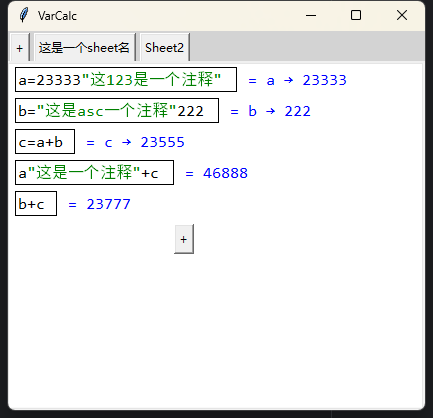 VarCalc
+ 这是一个sheet名 Sheet2
a=23333"这123是一个注释" = a → 23333
b="这是asc一个注释"222 = b → 222
c=a+b = c → 23555
a"这是一个注释"+c = 46888
b+c = 23777
+